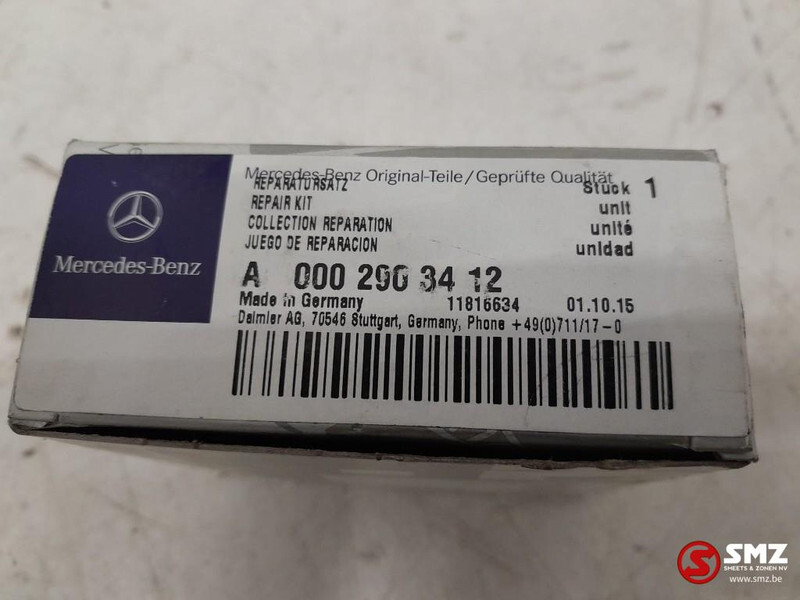 Mercedes-Benz
Mercedes-Benz Original-Teile/Geprüfte Qualität
REPARATURSATZ Stück 1
REPAIR KIT unit
COLLECTION REPARATION unité
JUEGO DE REPARACION unidad
A 000 290 34 12
Made in Germany 11816634 01.10.15
Daimler AG, 70546 Stuttgart, Germany, Phone +49(0)711/17-0
SMZ
SHEETS & ZONEN NV
www.smz.be